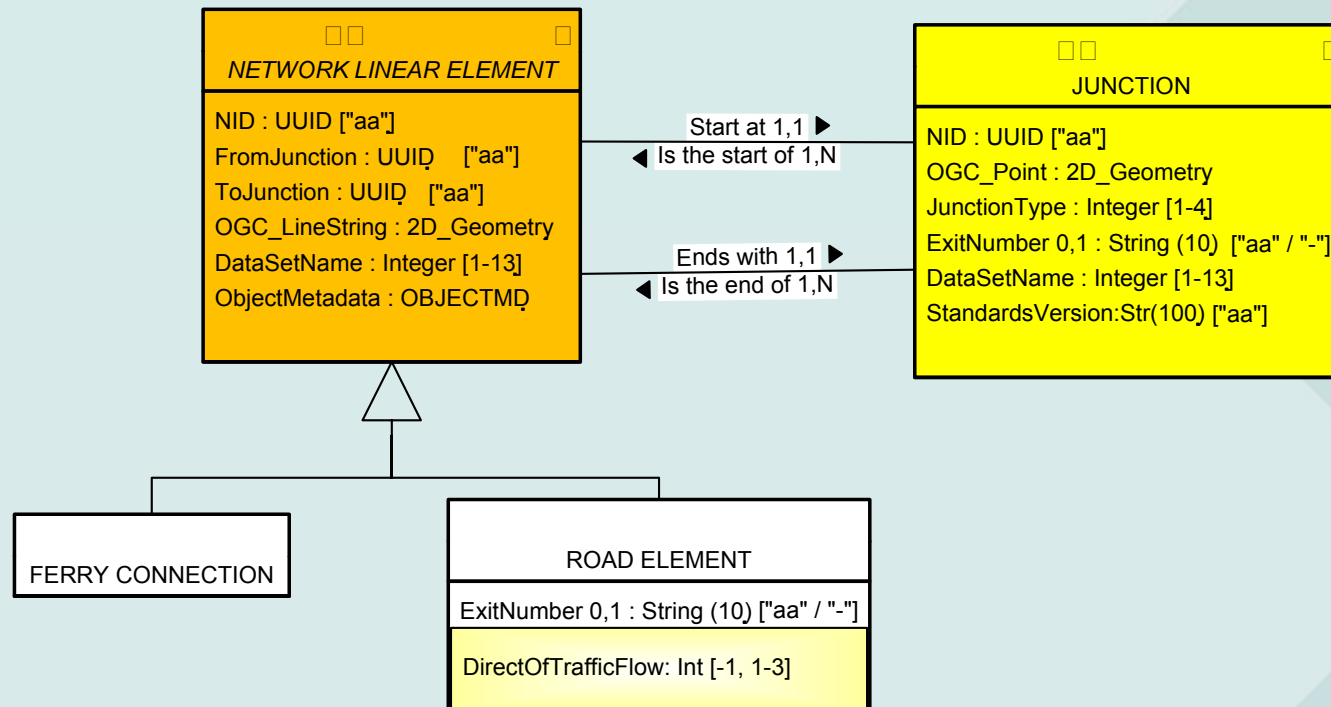 NETWORK LINEAR ELEMENT
NID : UUID ["aa"]
FromJunction : UUID ["aa"]
ToJunction : UUID ["aa"]
OGC_LineString : 2D_Geometry
DataSetName : Integer [1-13]
ObjectMetadata : OBJECTMD
Start at 1,1 ▶
◀ Is the start of 1,N
Ends with 1,1 ▶
◀ Is the end of 1,N
JUNCTION
NID : UUID ["aa"]
OGC_Point : 2D_Geometry
JunctionType : Integer [1-4]
ExitNumber 0,1 : String (10) ["aa" / "-"]
DataSetName : Integer [1-13]
StandardsVersion:Str(100) ["aa"]
FERRY CONNECTION
ROAD ELEMENT
ExitNumber 0,1 : String (10) ["aa" / "-"]
DirectOfTrafficFlow: Int [-1, 1-3]